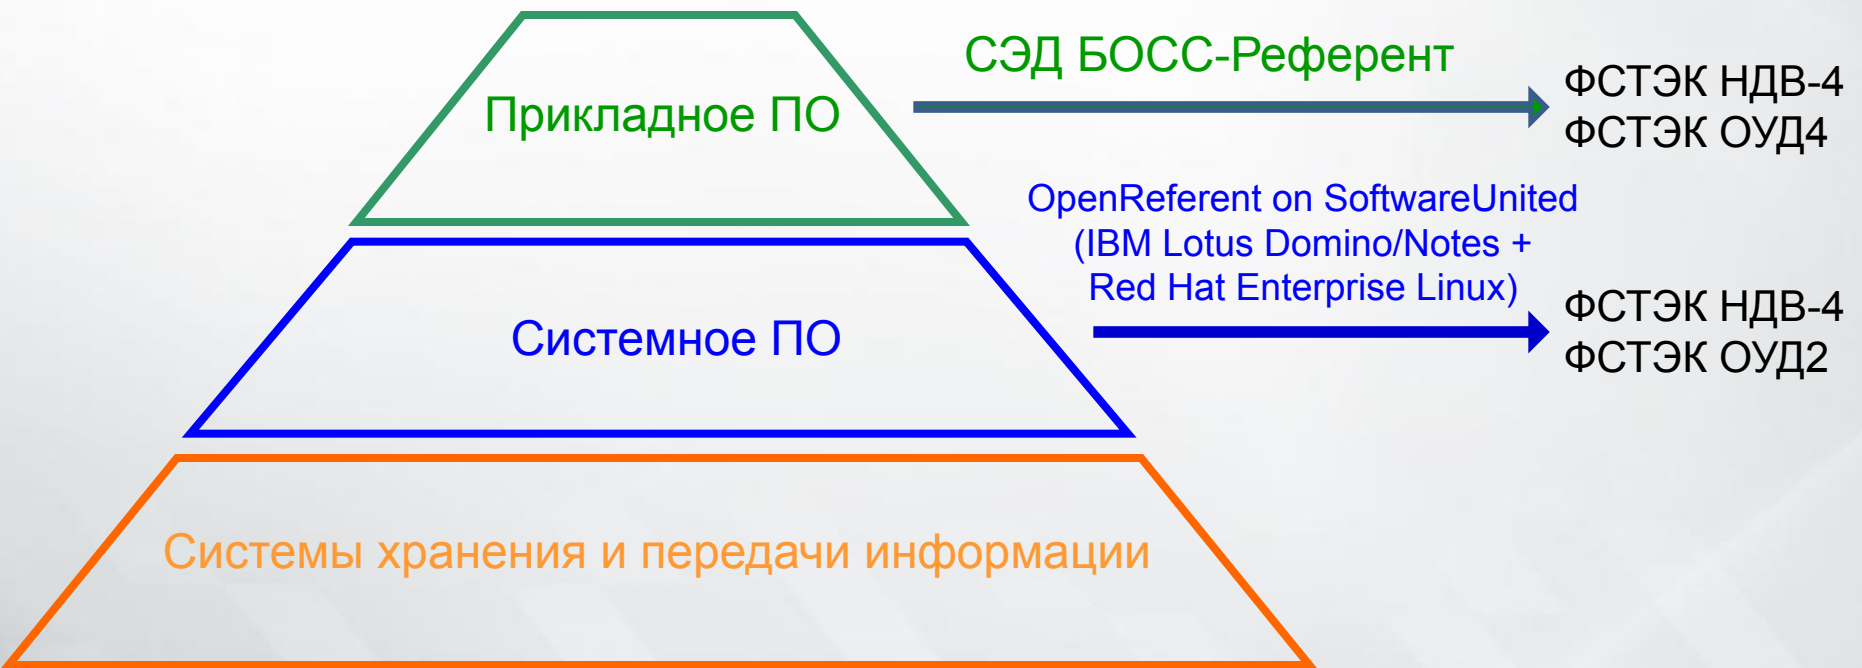 СЭД БОСС-Референт
Прикладное ПО
ФСТЭК НДВ-4
ФСТЭК ОУД4
OpenReferent on SoftwareUnited
(IBM Lotus Domino/Notes +
Red Hat Enterprise Linux)
Системное ПО
ФСТЭК НДВ-4
ФСТЭК ОУД2
Системы хранения и передачи информации